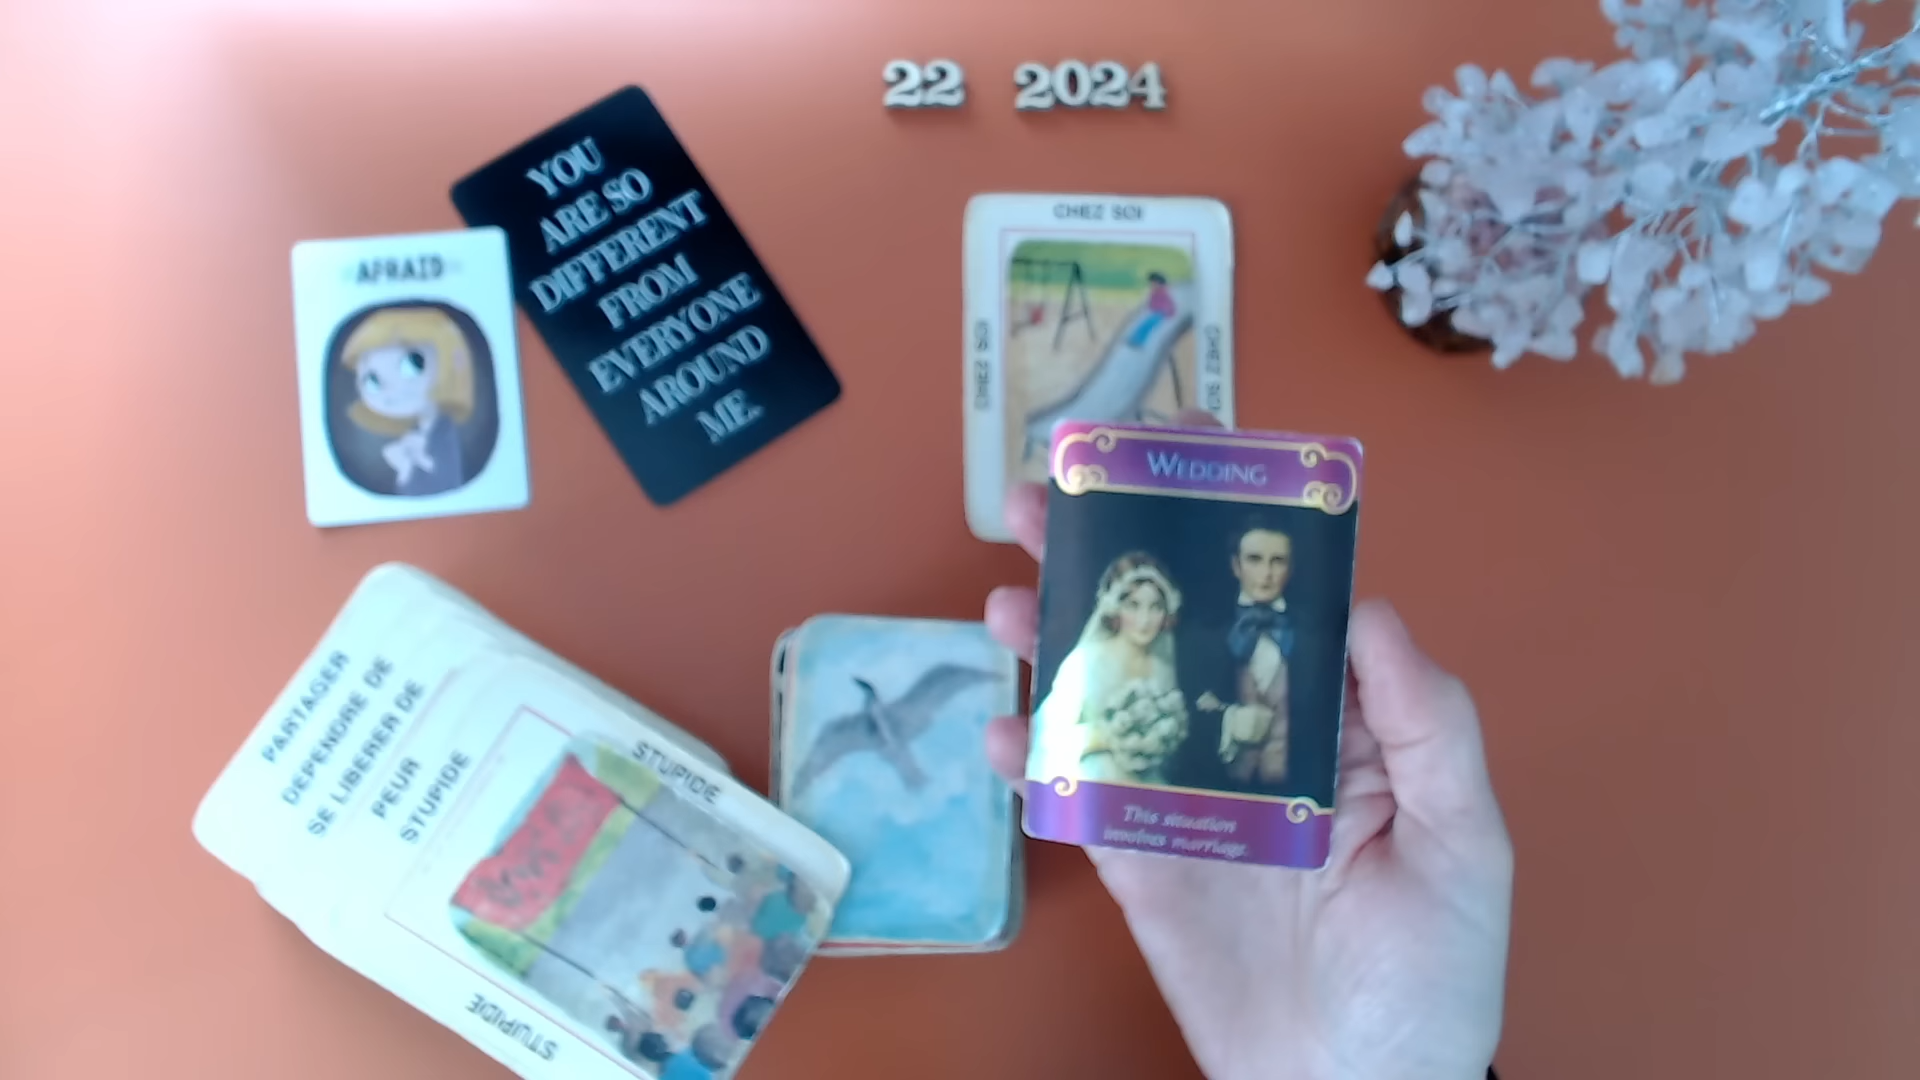 22 2024
YOU
ARE SO
DIFFERENT
FROM
EVERYONE
AROUND
ME.
AFRAID
CHEZ SOI
CHEZ SOI
CHEZ SOI
WEDDING
This situation
involves marriage.
PARTAGER
DEPENDRE DE
SE LIBERER DE
PEUR
STUPIDE
STUPIDE
STUPIDE